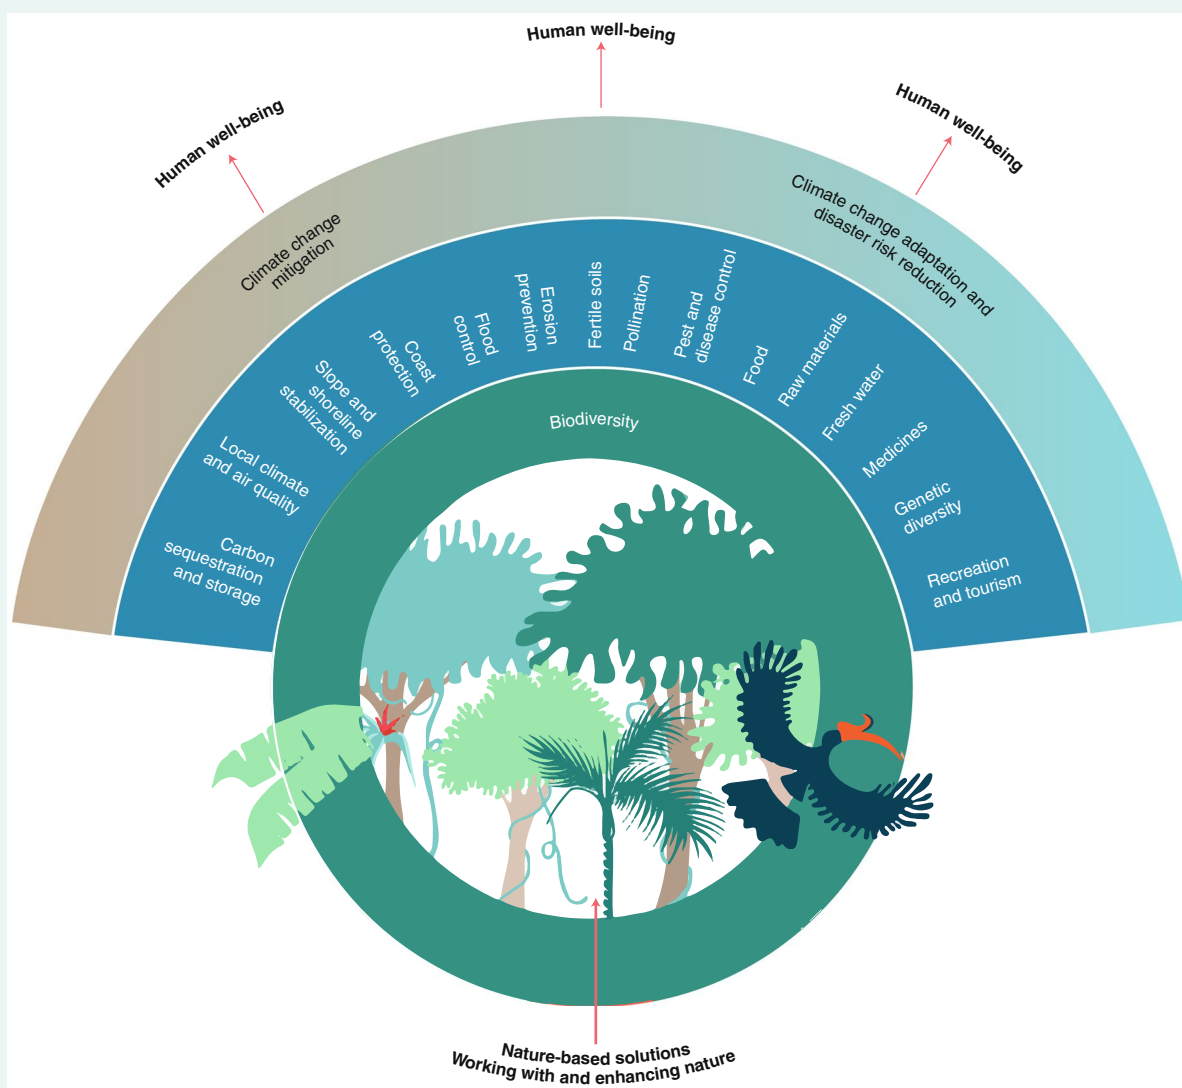 Human well-being
Human well-being
Human well-being
Climate change
mitigation
Climate change adaptation and
disaster risk reduction
Carbon
sequestration
and storage
Local climate
and air quality
Slope and
shoreline
stabilization
Coast
protection
Flood
control
Erosion
prevention
Fertile soils
Pollination
Pest and
disease control
Food
Raw materials
Fresh water
Medicines
Genetic
diversity
Recreation
and tourism
Biodiversity
Nature-based solutions
Working with and enhancing nature